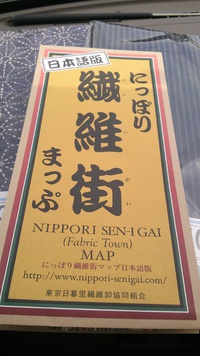 日本語版
にっぽり
繊維街
まっぷ
NIPPORI SEN-I GAI
(Fabric Town)
MAP
にっぽり繊維街マップ日本語版
http://www.nippori-senigai.com/
東京日暮里繊維卸協同組合